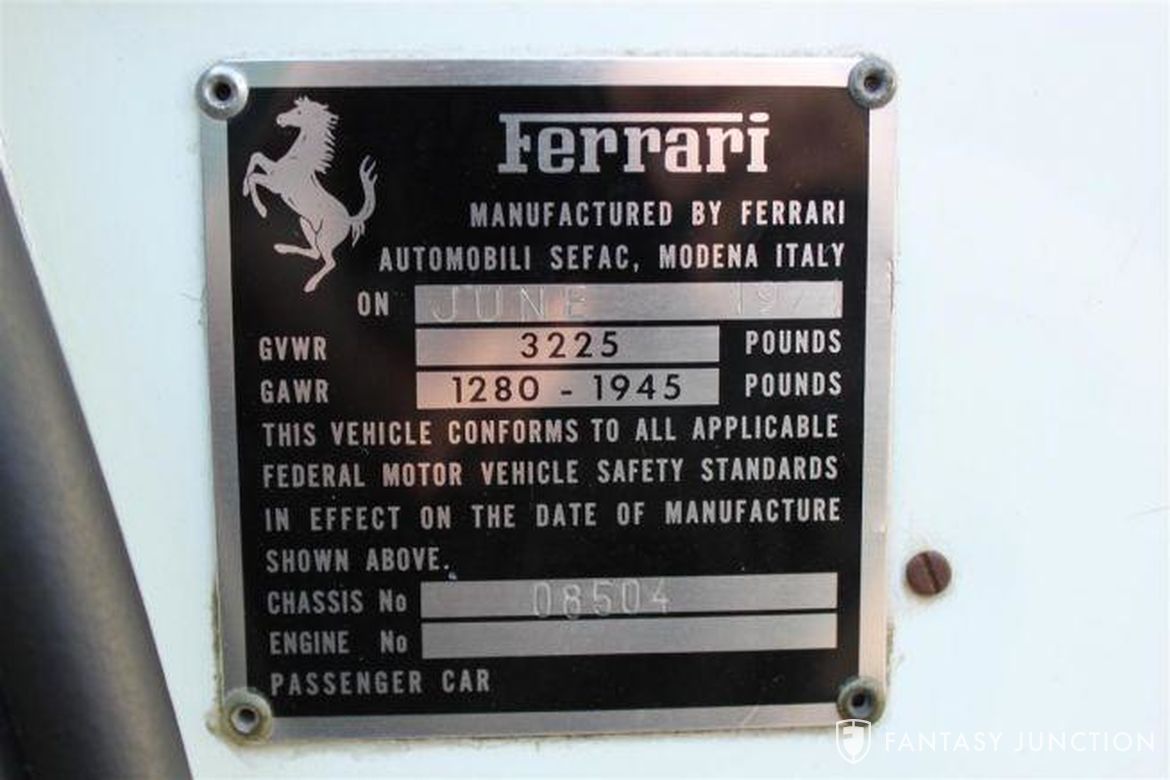 Ferrari
MANUFACTURED BY FERRARI
AUTOMOBILI SEFAC, MODENA ITALY
ON JUNE
GVWR 3225 POUNDS
GAWR 1280 - 1945 POUNDS
THIS VEHICLE CONFORMS TO ALL APPLICABLE
FEDERAL MOTOR VEHICLE SAFETY STANDARDS
IN EFFECT ON THE DATE OF MANUFACTURE
SHOWN ABOVE.
CHASSIS No 08504
ENGINE No
PASSENGER CAR
FANTASY JUNCTION